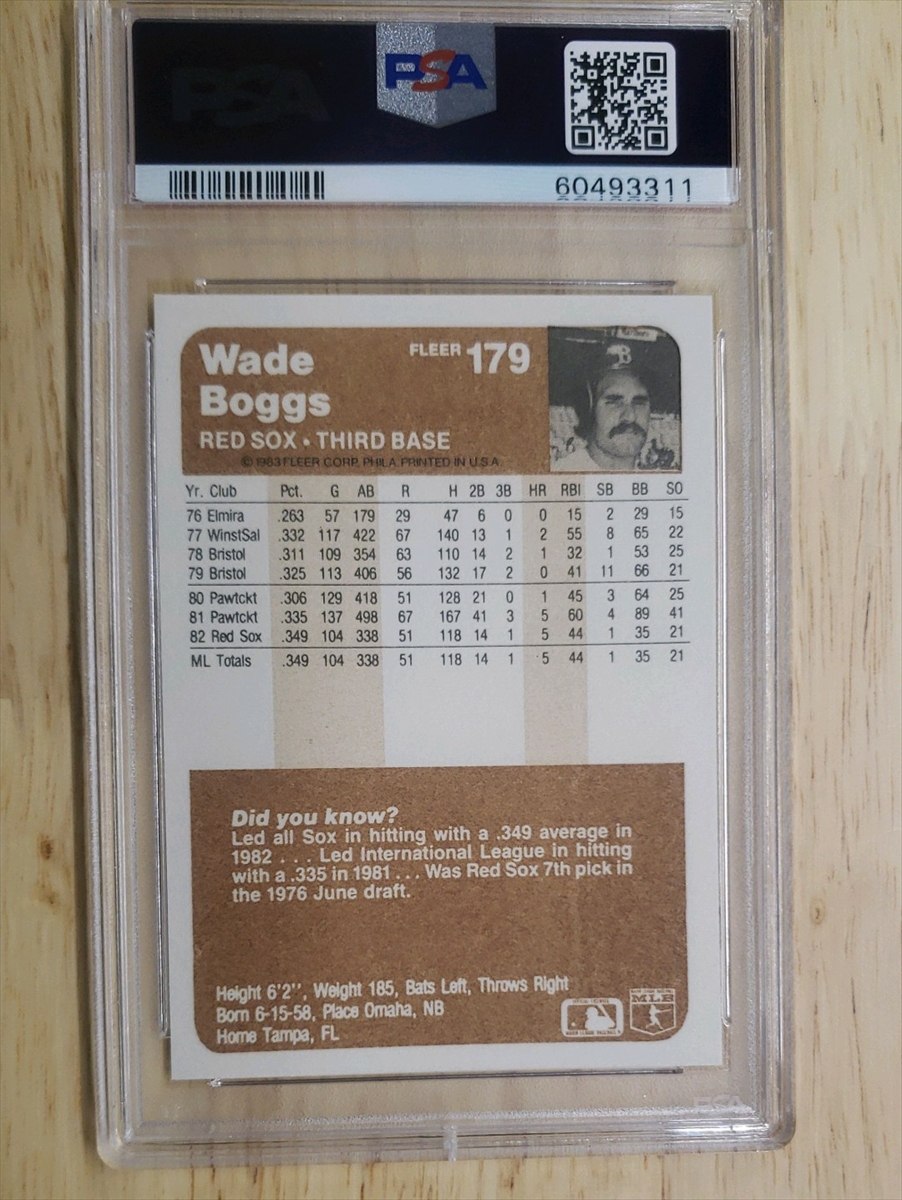 PSA
60493311
Wade
Boggs
FLEER 179
RED SOX • THIRD BASE
© 1983 FLEER CORP. PHILA. PRINTED IN U.S.A.
Yr. Club Pct. G AB R H 2B 3B HR RBI SB BB SO
76 Elmira .263 57 179 29 47 6 0 0 15 2 29 15
77 WinstSal .332 117 422 67 140 13 1 2 55 8 65 22
78 Bristol .311 109 354 63 110 14 2 1 32 1 53 25
79 Bristol .325 113 406 56 132 17 2 0 41 11 66 21
80 Pawtckt .306 129 418 51 128 21 0 1 45 3 64 25
81 Pawtckt .335 137 498 67 167 41 3 5 60 4 89 41
82 Red Sox .349 104 338 51 118 14 1 5 44 1 35 21
ML Totals .349 104 338 51 118 14 1 5 44 1 35 21
Did you know?
Led all Sox in hitting with a .349 average in
1982 . . . Led International League in hitting
with a .335 in 1981 . . . Was Red Sox 7th pick in
the 1976 June draft.
Height 6'2'', Weight 185, Bats Left, Throws Right
Born 6-15-58, Place Omaha, NB
Home Tampa, FL
MLB
PSA